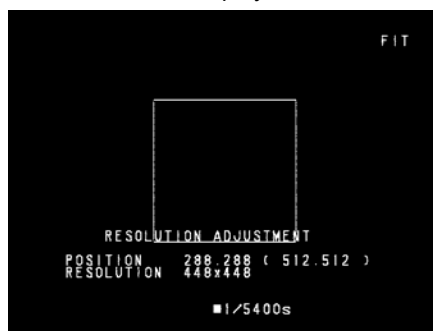 FIT
RESOLUTION ADJUSTMENT
POSITION 288.288 ( 512.512 )
RESOLUTION 448x448
■1/5400s